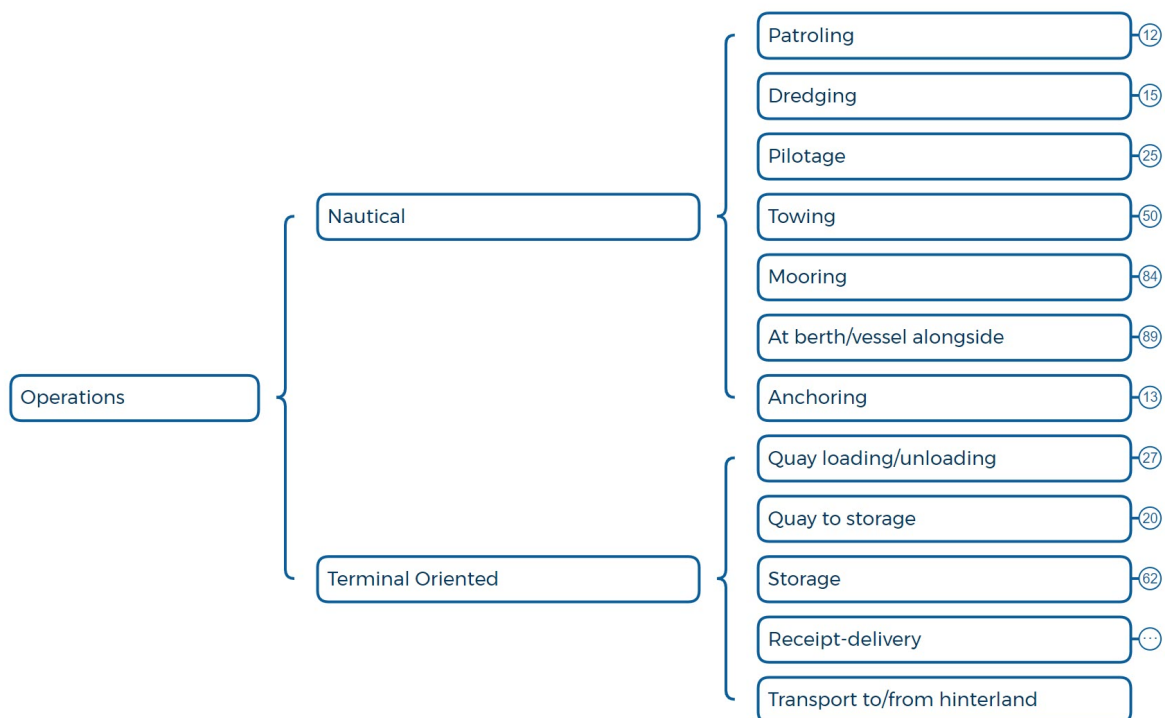 Patroling 12
Dredging 15
Pilotage 25
Nautical
Towing 50
Mooring 84
At berth/vessel alongside 89
Operations
Anchoring 13
Quay loading/unloading 27
Quay to storage 20
Terminal Oriented
Storage 62
Receipt-delivery ...
Transport to/from hinterland